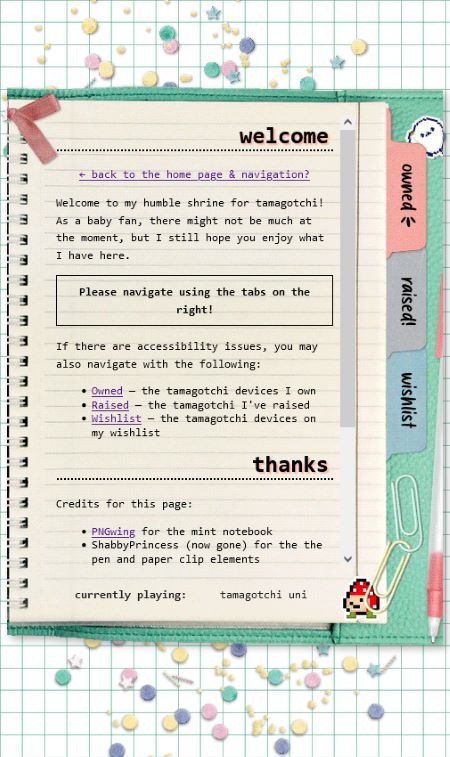 welcome
← back to the home page & navigation?
Welcome to my humble shrine for tamagotchi!
As a baby fan, there might not be much at
the moment, but I still hope you enjoy what
I have here.
Please navigate using the tabs on the
right!
If there are accessibility issues, you may
also navigate with the following:
• Owned – the tamagotchi devices I own
• Raised – the tamagotchi I've raised
• Wishlist – the tamagotchi devices on
my wishlist
thanks
Credits for this page:
• PNGwing for the mint notebook
• ShabbyPrincess (now gone) for the the
pen and paper clip elements
currently playing: tamagotchi uni
owned
raised!
wishlist